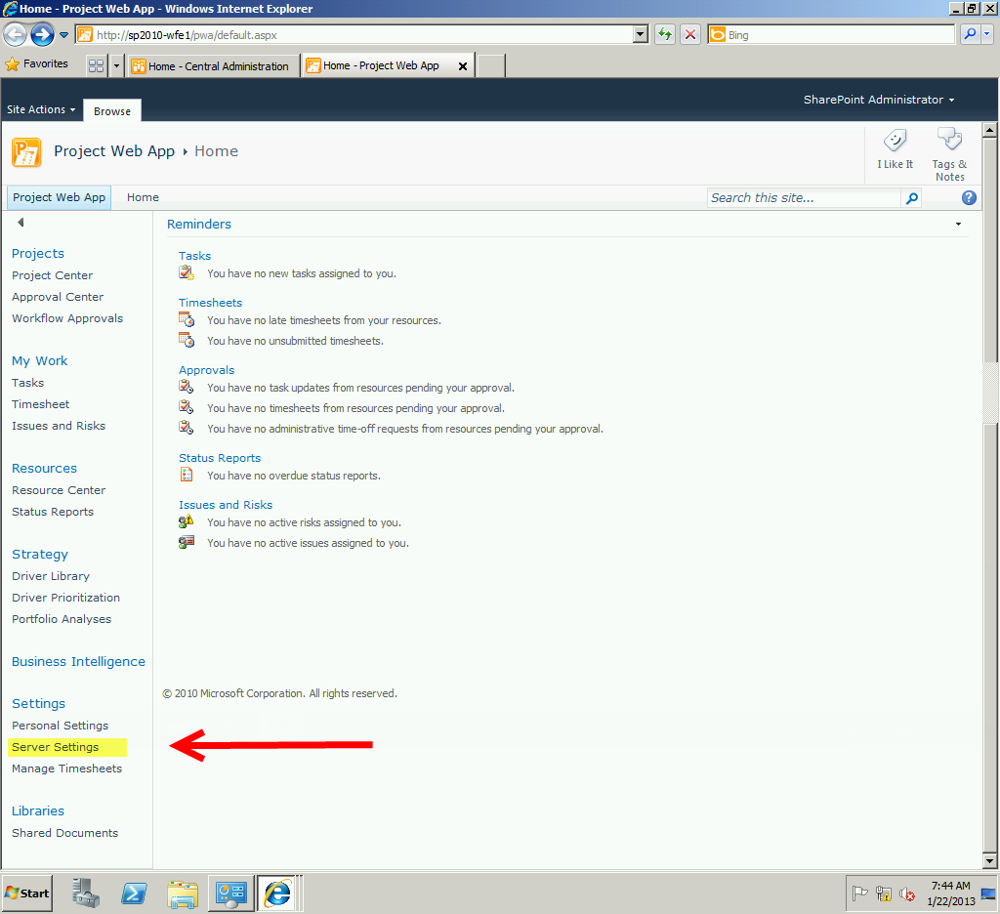 Home - Project Web App - Windows Internet Explorer
http://sp2010-wfe1/pwa/default.aspx
Bing
Favorites
Home - Central Administration
Home - Project Web App
Site Actions
Browse
SharePoint Administrator
Project Web App
Home
I Like It
Tags &
Notes
Project Web App
Home
Search this site...
Projects
Project Center
Approval Center
Workflow Approvals
My Work
Tasks
Timesheet
Issues and Risks
Resources
Resource Center
Status Reports
Strategy
Driver Library
Driver Prioritization
Portfolio Analyses
Business Intelligence
Settings
Personal Settings
Server Settings
Manage Timesheets
Libraries
Shared Documents
Reminders
Tasks
You have no new tasks assigned to you.
Timesheets
You have no late timesheets from your resources.
You have no unsubmitted timesheets.
Approvals
You have no task updates from resources pending your approval.
You have no timesheets from resources pending your approval.
You have no administrative time-off requests from resources pending your approval.
Status Reports
You have no overdue status reports.
Issues and Risks
You have no active risks assigned to you.
You have no active issues assigned to you.
© 2010 Microsoft Corporation. All rights reserved.
Start
7:44 AM
1/22/2013